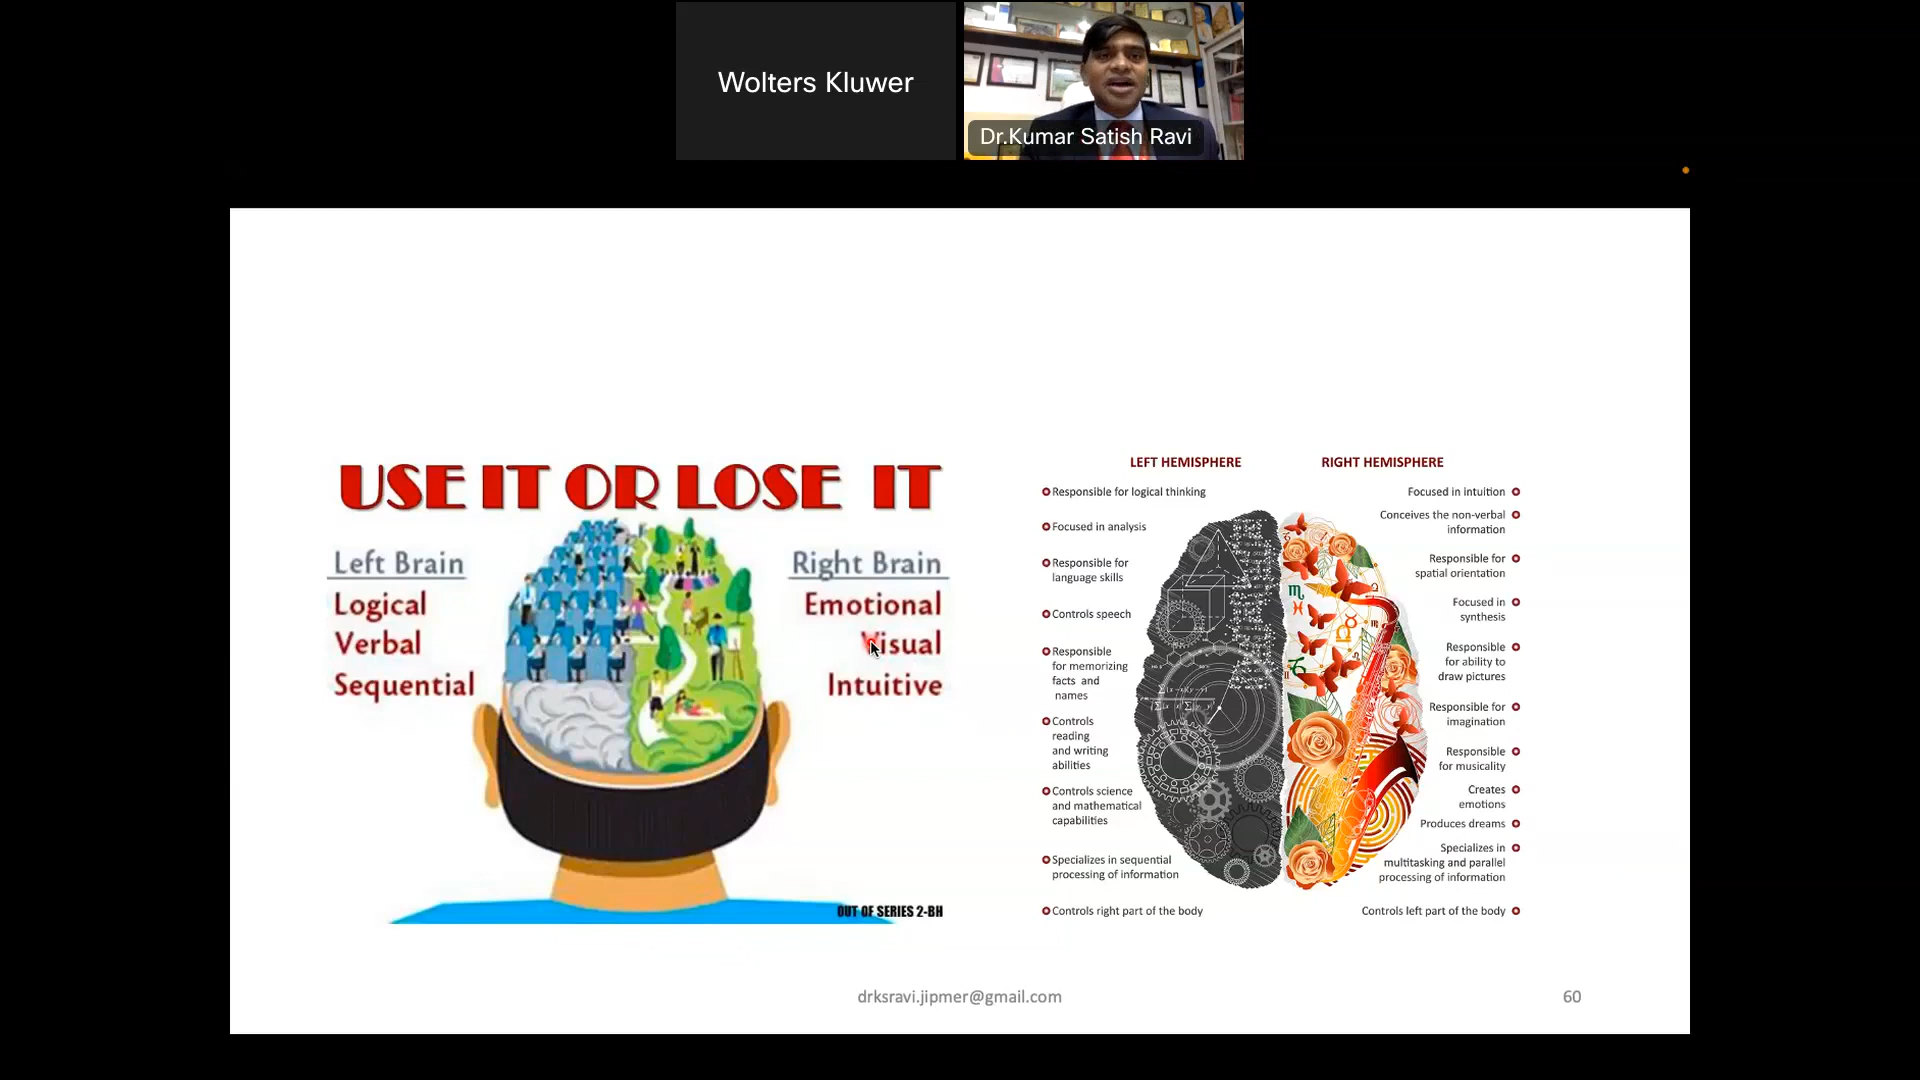 Wolters Kluwer
Dr.Kumar Satish Ravi
USE IT OR LOSE IT
Left Brain
Logical
Verbal
Sequential
Right Brain
Emotional
Visual
Intuitive
OUT OF SERIES 2-BH
LEFT HEMISPHERE
Responsible for logical thinking
Focused in analysis
Responsible for
language skills
Controls speech
Responsible
for memorizing
facts and
names
Controls
reading
and writing
abilities
Controls science
and mathematical
capabilities
Specializes in sequential
processing of information
Controls right part of the body
RIGHT HEMISPHERE
Focused in intuition
Conceives the non-verbal
information
Responsible for
spatial orientation
Focused in
synthesis
Responsible
for ability to
draw pictures
Responsible for
imagination
Responsible
for musicality
Creates
emotions
Produces dreams
Specializes in
multitasking and parallel
processing of information
Controls left part of the body
drksravi.jipmer@gmail.com
60